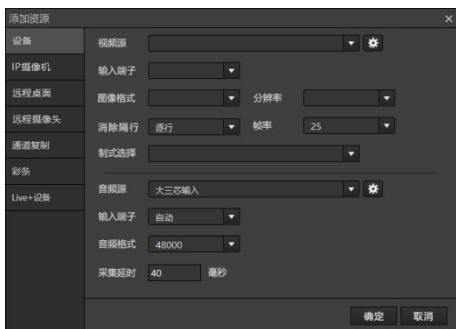 添加资源
设备
IP摄像机
远程桌面
远程摄像头
通道复制
彩条
Live+设备
视频源
输入端子
图像格式 分辨率
消除隔行 逐行 帧率 25
制式选择
音频源 大三芯输入
输入端子 自动
音频格式 48000
采集延时 40 毫秒
确定 取消